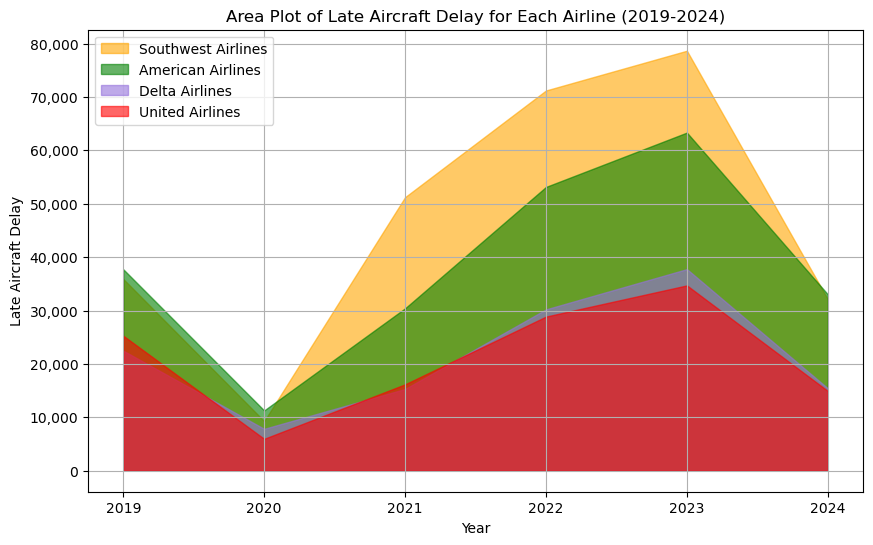 Area Plot of Late Aircraft Delay for Each Airline (2019-2024)
Southwest Airlines
American Airlines
Delta Airlines
United Airlines
80,000
70,000
60,000
50,000
40,000
30,000
20,000
10,000
0
Late Aircraft Delay
2019 2020 2021 2022 2023 2024
Year